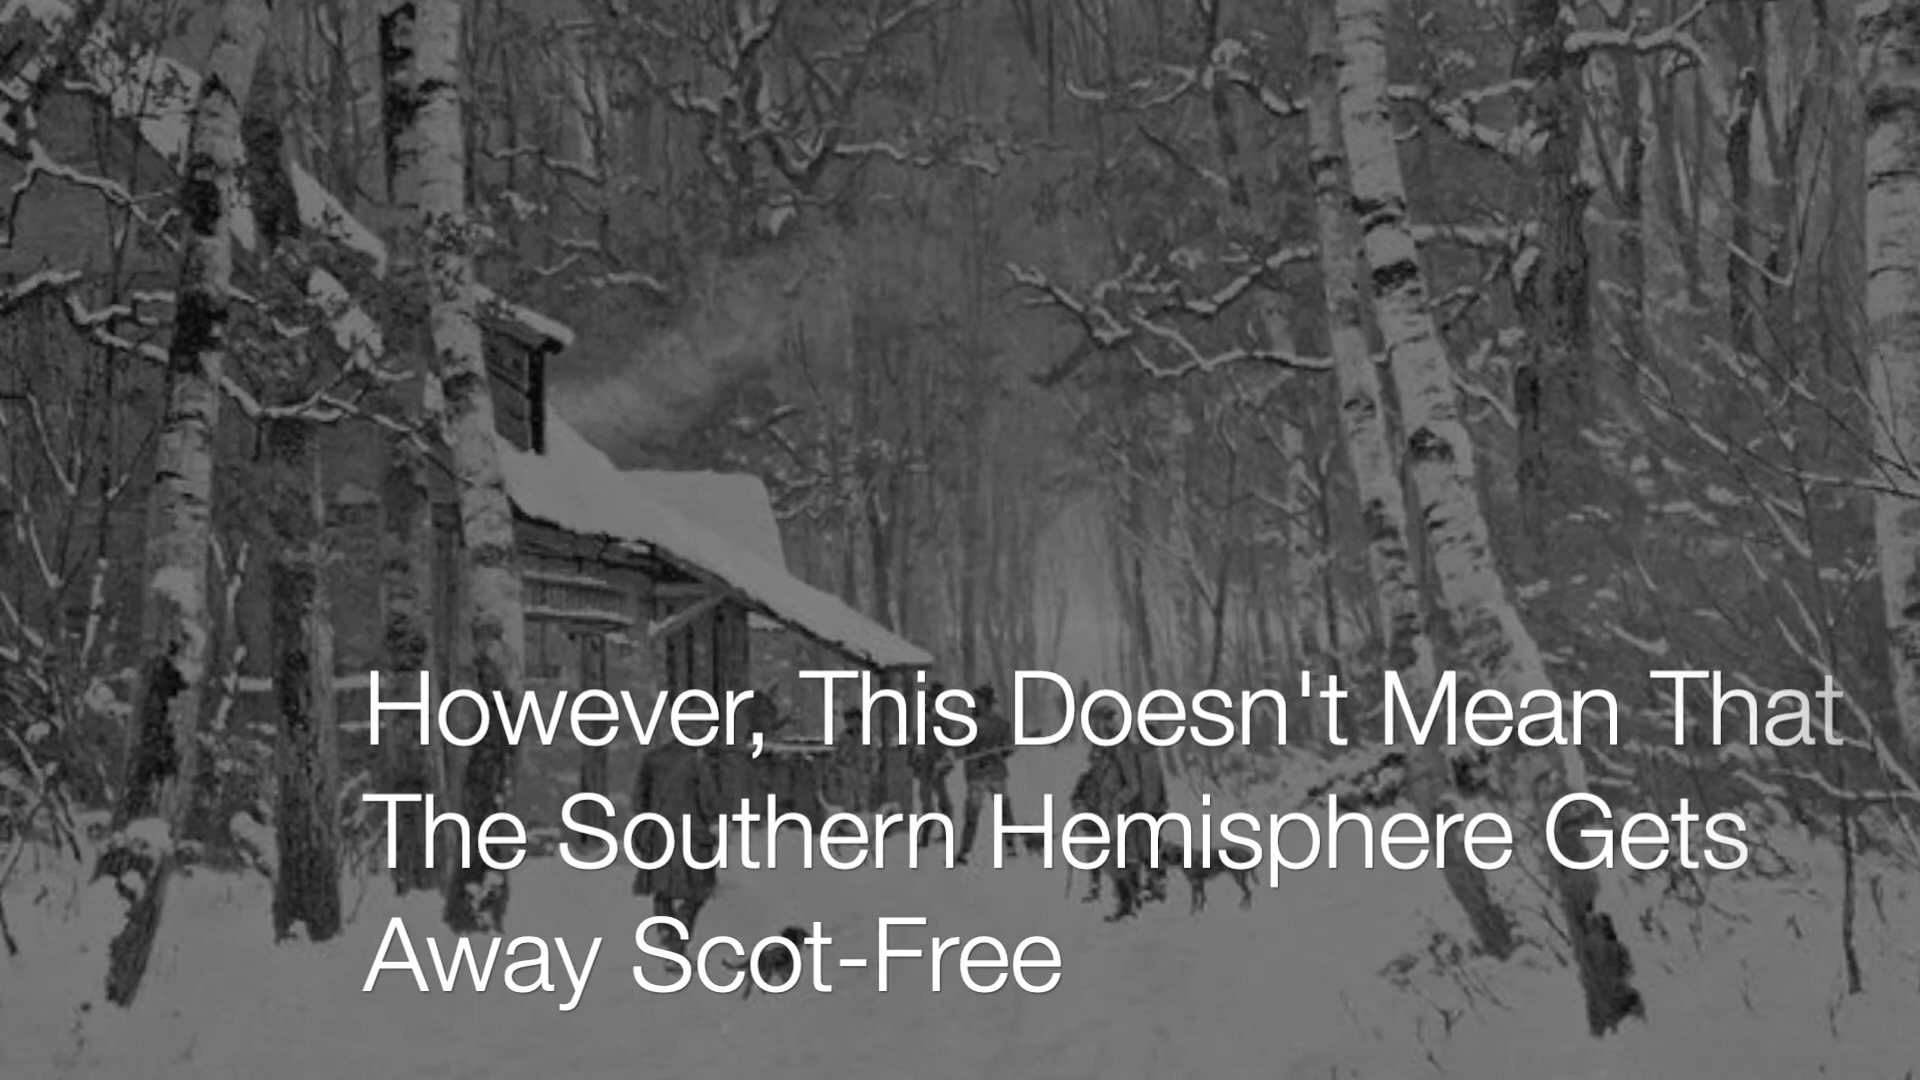 However, This Doesn't Mean That
The Southern Hemisphere Gets
Away Scot-Free